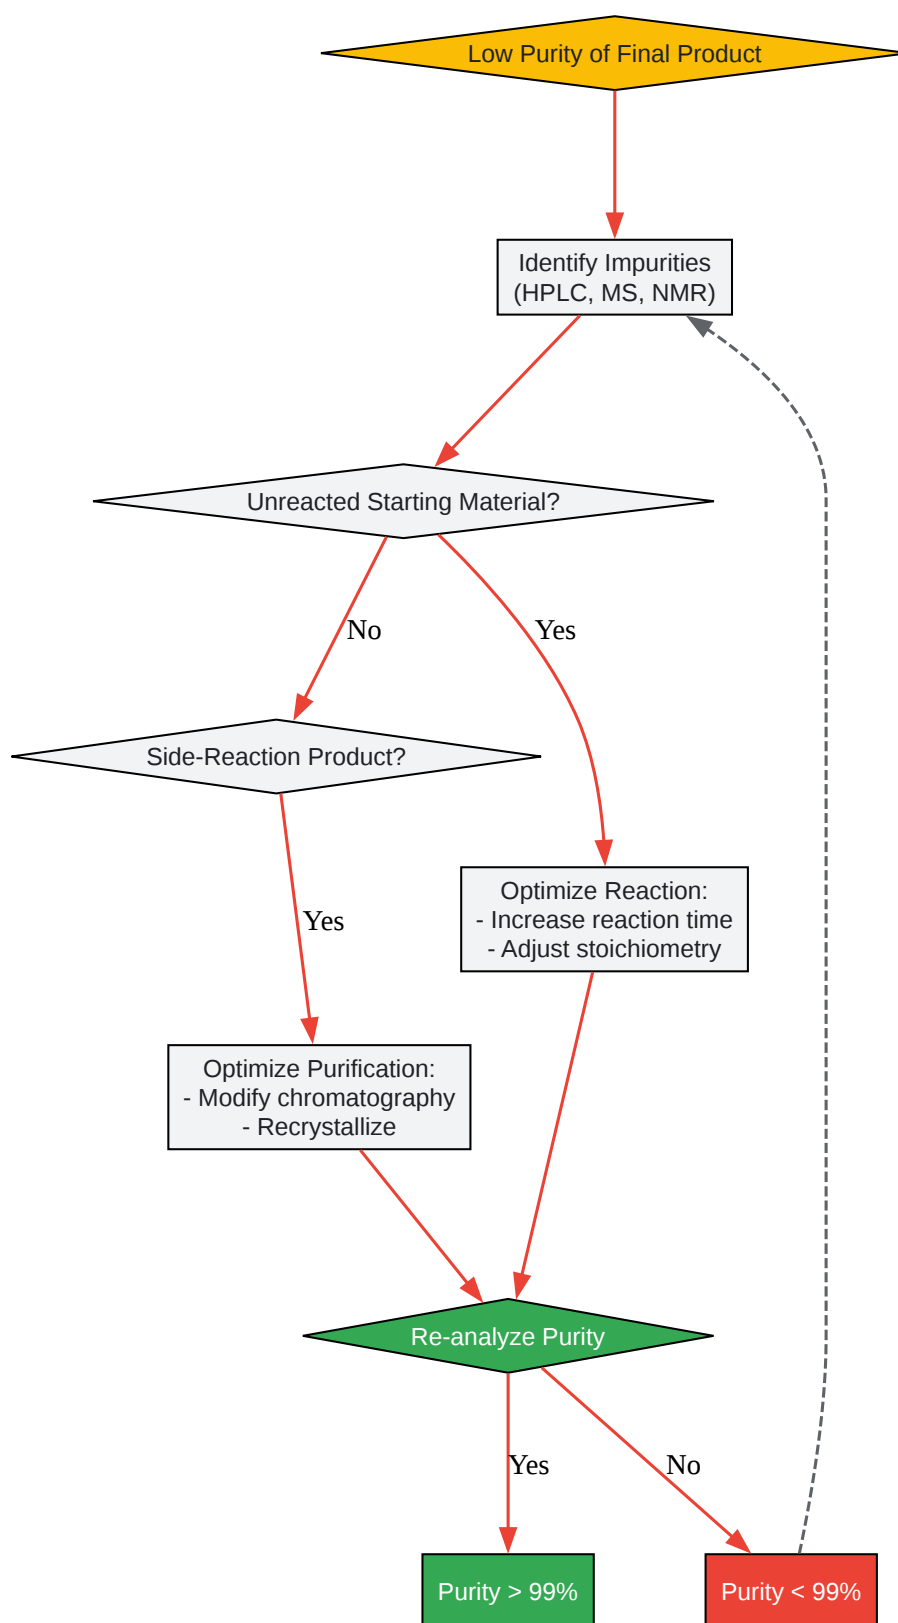 Low Purity of Final Product
Identify Impurities
(HPLC, MS, NMR)
Unreacted Starting Material?
No
Yes
Side-Reaction Product?
Optimize Reaction:
- Increase reaction time
- Adjust stoichiometry
Yes
Optimize Purification:
- Modify chromatography
- Recrystallize
Re-analyze Purity
Yes
No
Purity > 99%
Purity < 99%